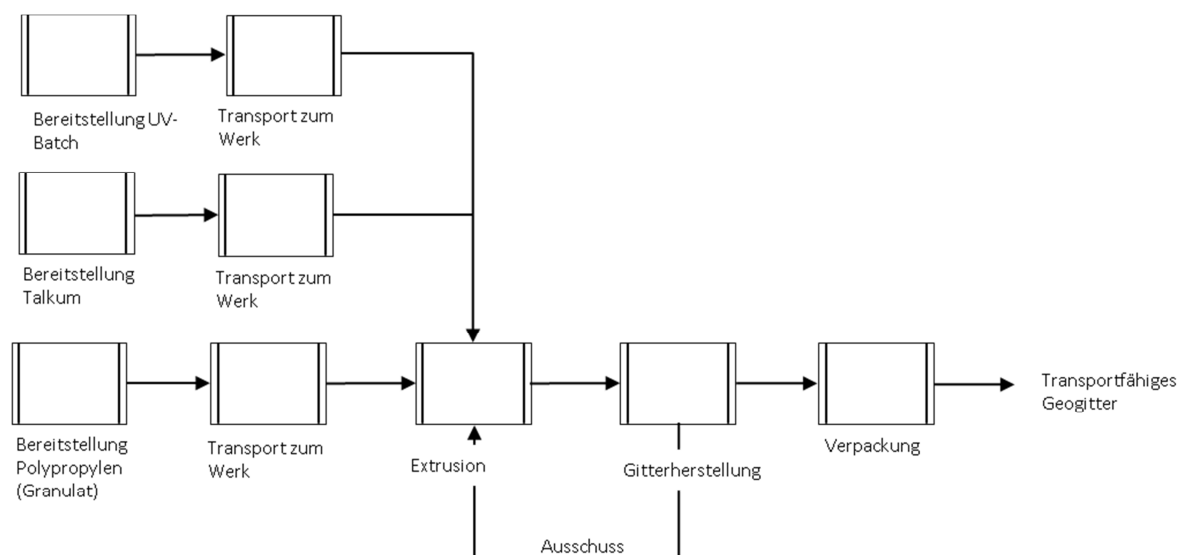 Bereitstellung UV-
Batch
Transport zum
Werk
Bereitstellung
Talkum
Transport zum
Werk
Bereitstellung
Polypropylen
(Granulat)
Transport zum
Werk
Extrusion
Gitterherstellung
Verpackung
Transportfähiges
Geogitter
Ausschuss